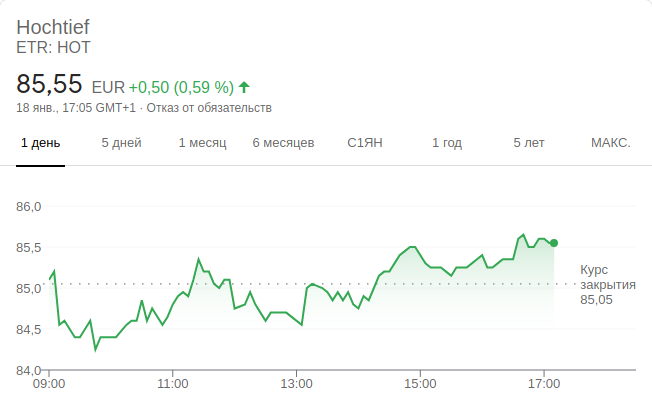 Hochtief
ETR: HOT
85,55 EUR +0,50 (0,59 %)
18 янв., 17:05 GMT+1 · Отказ от обязательств
1 день 5 дней 1 месяц 6 месяцев С1ЯН 1 год 5 лет МАКС.
86,0
85,5
85,0
84,5
84,0
Курс
закрытия
85,05
09:00 11:00 13:00 15:00 17:00